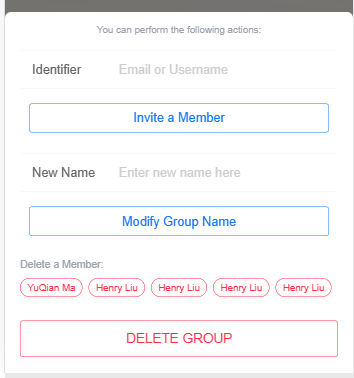 You can perform the following actions:
Identifier Email or Username
Invite a Member
New Name Enter new name here
Modify Group Name
Delete a Member:
YuQian Ma Henry Liu Henry Liu Henry Liu Henry Liu
DELETE GROUP